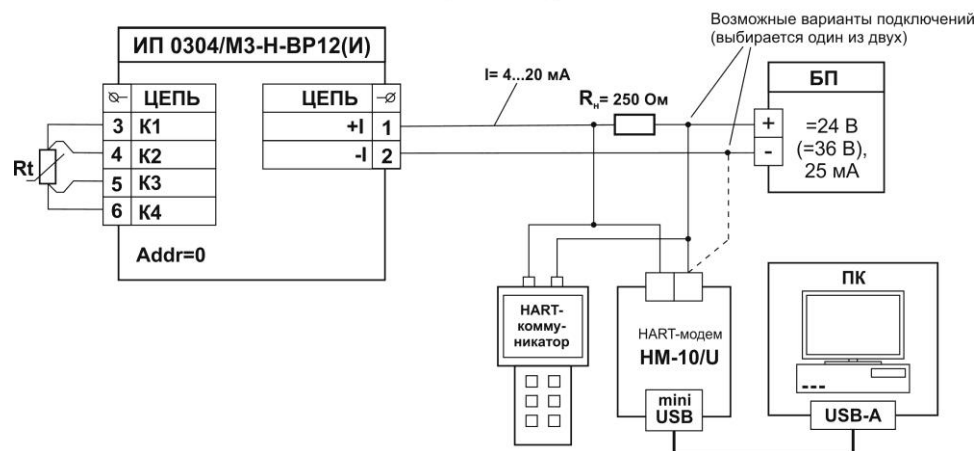 Возможные варианты подключений
(выбирается один из двух)
ИП 0304/М3-Н-ВР12(И)
БП
I= 4...20 мА
Rн= 250 Ом
ЦЕПЬ
ЦЕПЬ
3 К1
+I 1
+
=24 В
4 К2
-I 2
-
(=36 В),
25 мА
Rt
5 К3
6 К4
Addr=0
ПК
HART-
комму-
никатор
HART-модем
HM-10/U
mini
USB
USB-A